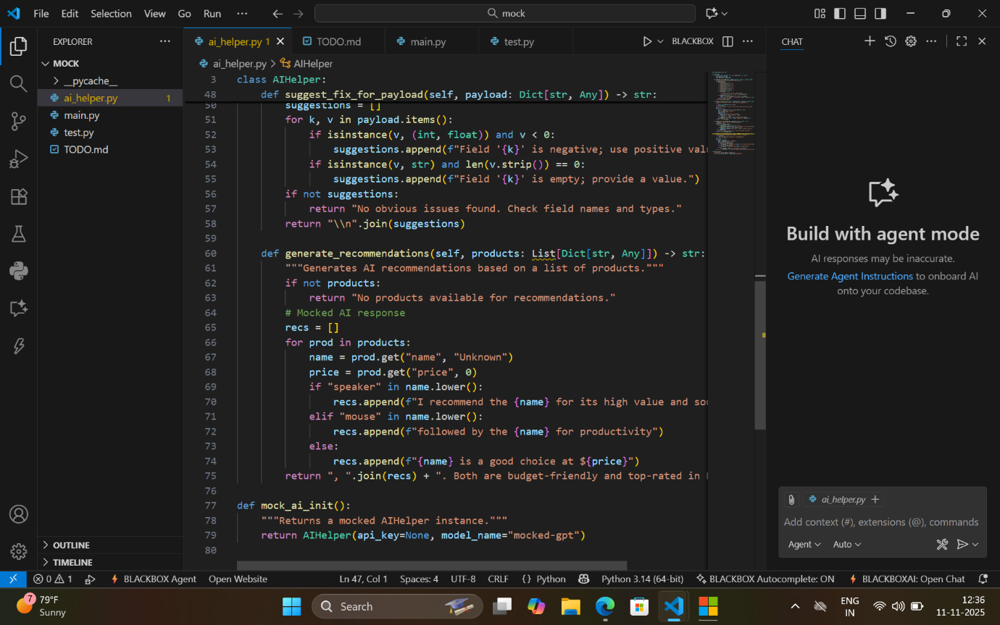 File Edit Selection View Go Run ··· mock
EXPLORER ···
MOCK
__pycache__
ai_helper.py 1
main.py
test.py
TODO.md
OUTLINE
TIMELINE
ai_helper.py 1 TODO.md main.py test.py BLACKBOX ···
ai_helper.py > AIHelper
3 class AIHelper:
48 def suggest_fix_for_payload(self, payload: Dict[str, Any]) -> str:
50 suggestions = []
51 for k, v in payload.items():
52 if isinstance(v, (int, float)) and v < 0:
53 suggestions.append(f"Field '{k}' is negative; use positive val
54 if isinstance(v, str) and len(v.strip()) == 0:
55 suggestions.append(f"Field '{k}' is empty; provide a value.")
56 if not suggestions:
57 return "No obvious issues found. Check field names and types."
58 return "\\n".join(suggestions)
59
60 def generate_recommendations(self, products: List[Dict[str, Any]]) -> str:
61 """Generates AI recommendations based on a list of products."""
62 if not products:
63 return "No products available for recommendations."
64 # Mocked AI response
65 recs = []
66 for prod in products:
67 name = prod.get("name", "Unknown")
68 price = prod.get("price", 0)
69 if "speaker" in name.lower():
70 recs.append(f"I recommend the {name} for its high value and sou
71 elif "mouse" in name.lower():
72 recs.append(f"followed by the {name} for productivity")
73 else:
74 recs.append(f"{name} is a good choice at ${price}")
75 return ", ".join(recs) + ". Both are budget-friendly and top-rated in
76
77 def mock_ai_init():
78 """Returns a mocked AIHelper instance."""
79 return AIHelper(api_key=None, model_name="mocked-gpt")
80
CHAT ···
Build with agent mode
AI responses may be inaccurate.
Generate Agent Instructions to onboard AI
onto your codebase.
ai_helper.py +
Add context (#), extensions (@), commands
Agent Auto
0 1 BLACKBOX Agent Open Website Ln 47, Col 1 Spaces: 4 UTF-8 CRLF {} Python Python 3.14 (64-bit) BLACKBOX Autocomplete: ON BLACKBOXAI: Open Chat
7 79°F
Sunny
Search
ENG
IN
12:36
11-11-2025